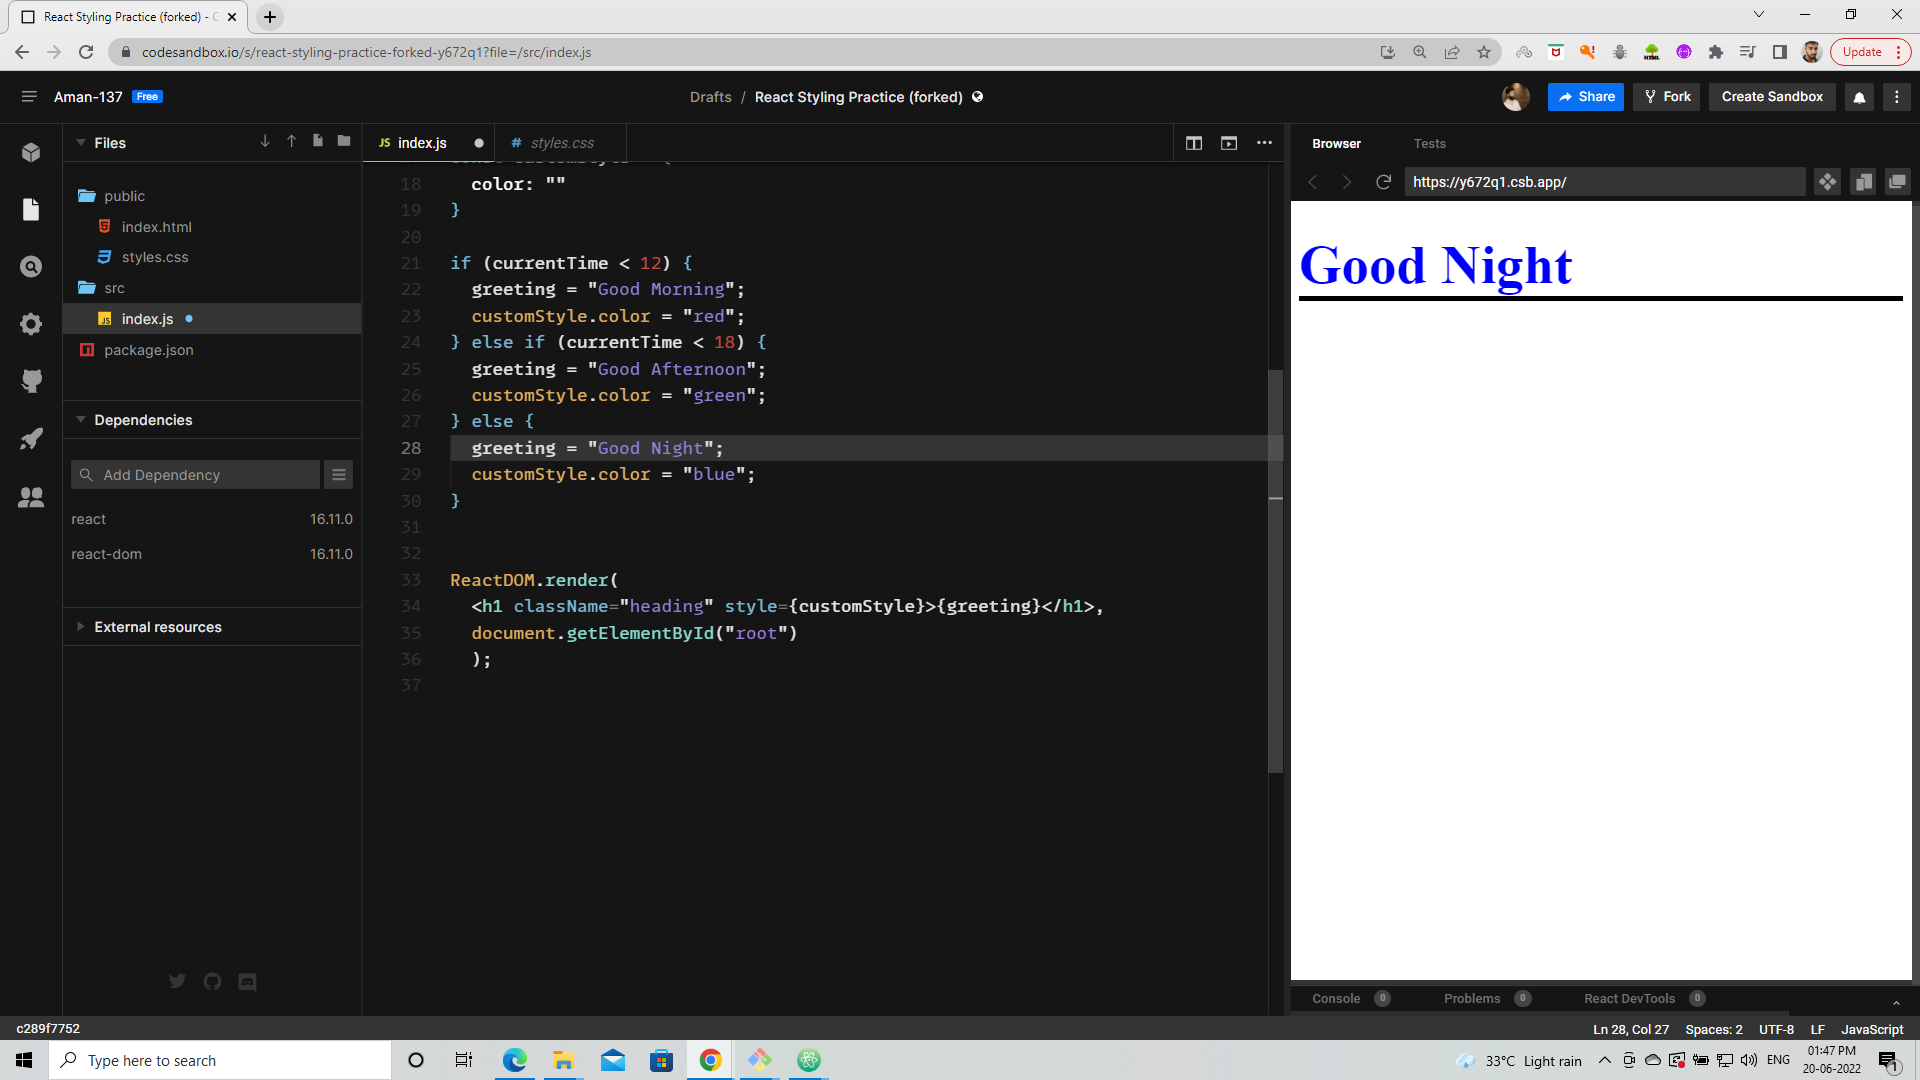 React Styling Practice (forked) - C
codesandbox.io/s/react-styling-practice-forked-y672q1?file=/src/index.js
Update
Aman-137 Free
Drafts / React Styling Practice (forked)
Share
Fork
Create Sandbox
Files
public
index.html
styles.css
src
index.js
package.json
Dependencies
Add Dependency
react 16.11.0
react-dom 16.11.0
External resources
JS index.js
# styles.css
18 color: ""
19 }
20
21 if (currentTime < 12) {
22 greeting = "Good Morning";
23 customStyle.color = "red";
24 } else if (currentTime < 18) {
25 greeting = "Good Afternoon";
26 customStyle.color = "green";
27 } else {
28 greeting = "Good Night";
29 customStyle.color = "blue";
30 }
31
32
33 ReactDOM.render(
34 <h1 className="heading" style={customStyle}>{greeting}</h1>,
35 document.getElementById("root")
36 );
37
Browser
Tests
https://y672q1.csb.app/
Good Night
Console 0
Problems 0
React DevTools 0
c289f7752
Ln 28, Col 27
Spaces: 2
UTF-8
LF
JavaScript
Type here to search
33°C Light rain
ENG
01:47 PM
20-06-2022
1